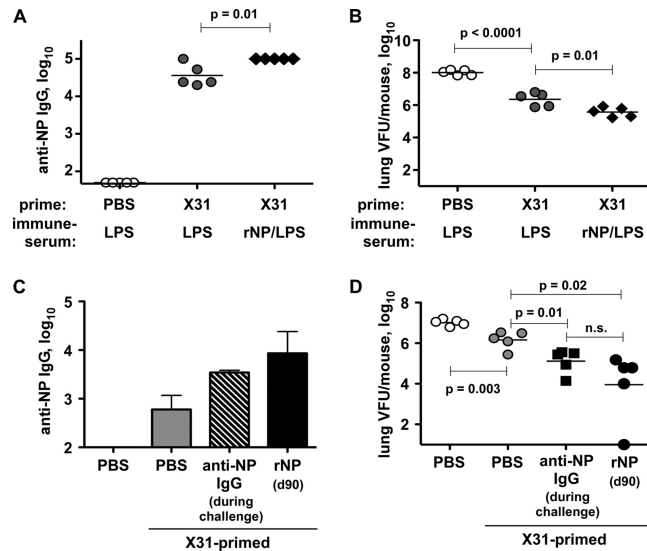 A
p = 0.01
anti-NP IgG, log10
5
4
3
2
prime: PBS X31 X31
immune-
serum: LPS LPS rNP/LPS
B
p < 0.0001
p = 0.01
lung VFU/mouse, log10
10
8
6
4
2
prime: PBS X31 X31
immune-
serum: LPS LPS rNP/LPS
C
anti-NP IgG, log10
5
4
3
2
PBS PBS anti-NP rNP
IgG (d90)
(during
challenge)
X31-primed
D
p = 0.02
p = 0.01
n.s.
p = 0.003
lung VFU/mouse, log10
8
6
4
2
PBS PBS anti-NP rNP
IgG (d90)
(during
challenge)
X31-primed